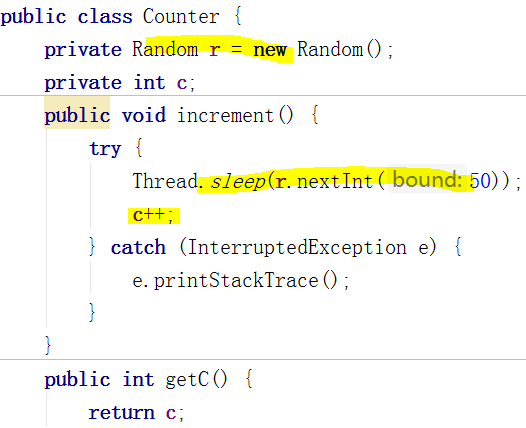 public class Counter {
    private Random r = new Random();
    private int c;
    public void increment() {
        try {
            Thread.sleep(r.nextInt( bound: 50));
            c++;
        } catch (InterruptedException e) {
            e.printStackTrace();
        }
    }
    public int getC() {
        return c;